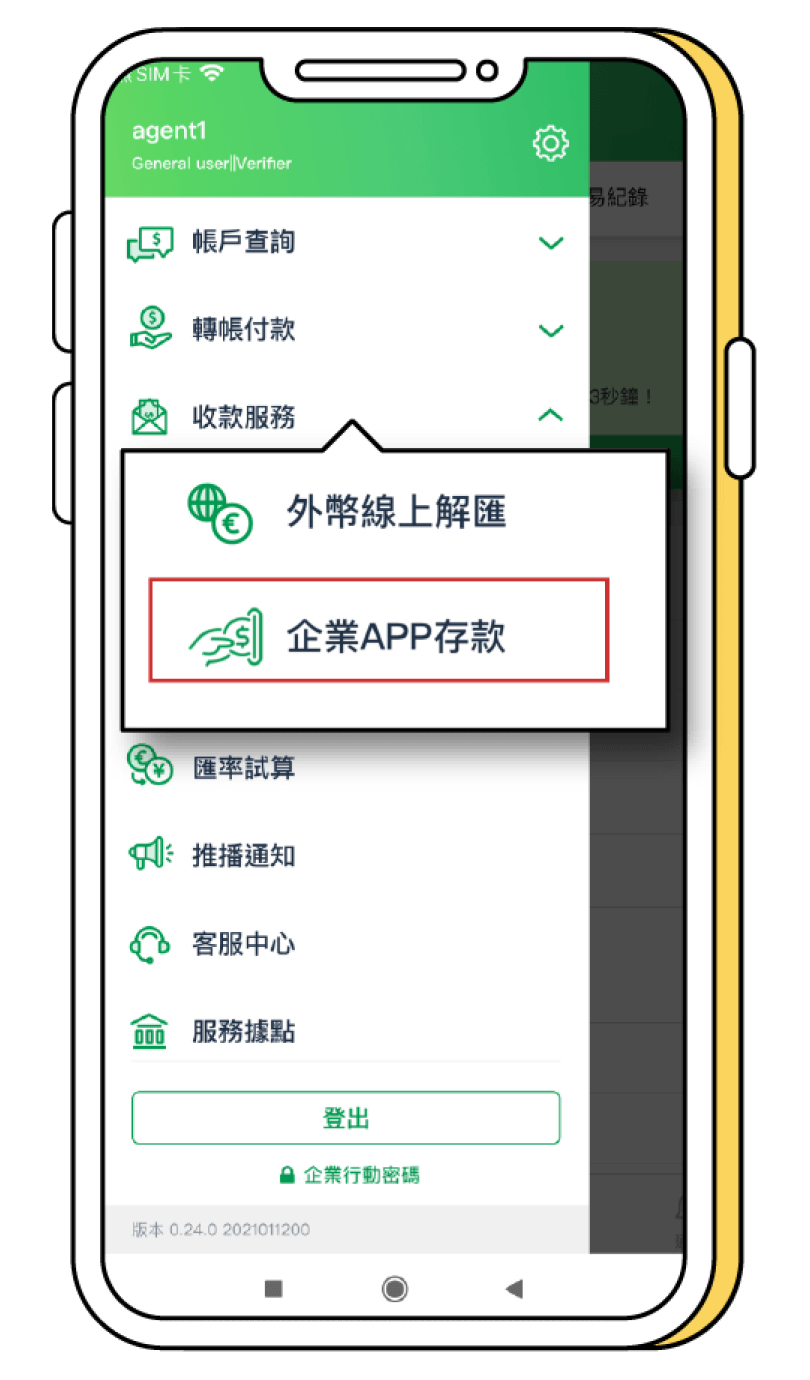 SIM卡
agent1
General user||Verifier
易紀錄
帳戶查詢
轉帳付款
3秒鐘！
收款服務
外幣線上解匯
企業APP存款
匯率試算
推播通知
客服中心
服務據點
登出
企業行動密碼
版本 0.24.0 2021011200